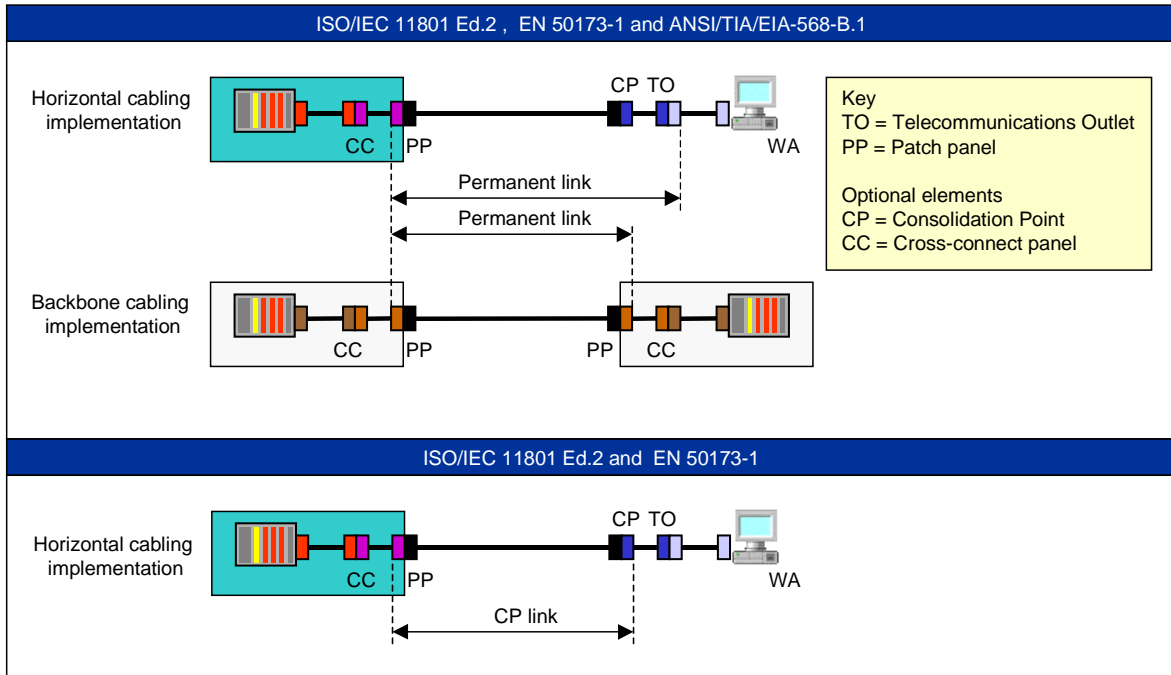 ISO/IEC 11801 Ed.2 , EN 50173-1 and ANSI/TIA/EIA-568-B.1
Horizontal cabling
implementation
CC
PP
CP
TO
WA
Permanent link
Permanent link
Key
TO = Telecommunications Outlet
PP = Patch panel
Optional elements
CP = Consolidation Point
CC = Cross-connect panel
Backbone cabling
implementation
CC
PP
PP
CC
ISO/IEC 11801 Ed.2 and EN 50173-1
Horizontal cabling
implementation
CC
PP
CP
TO
WA
CP link